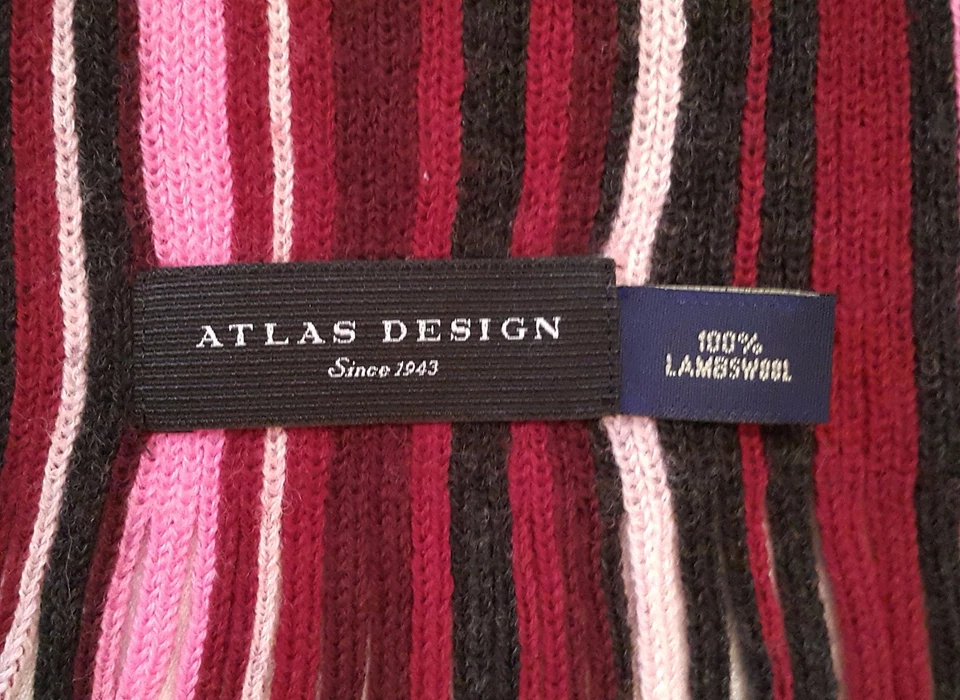 ATLAS DESIGN
Since 1943
100%
LAMBSWOOL